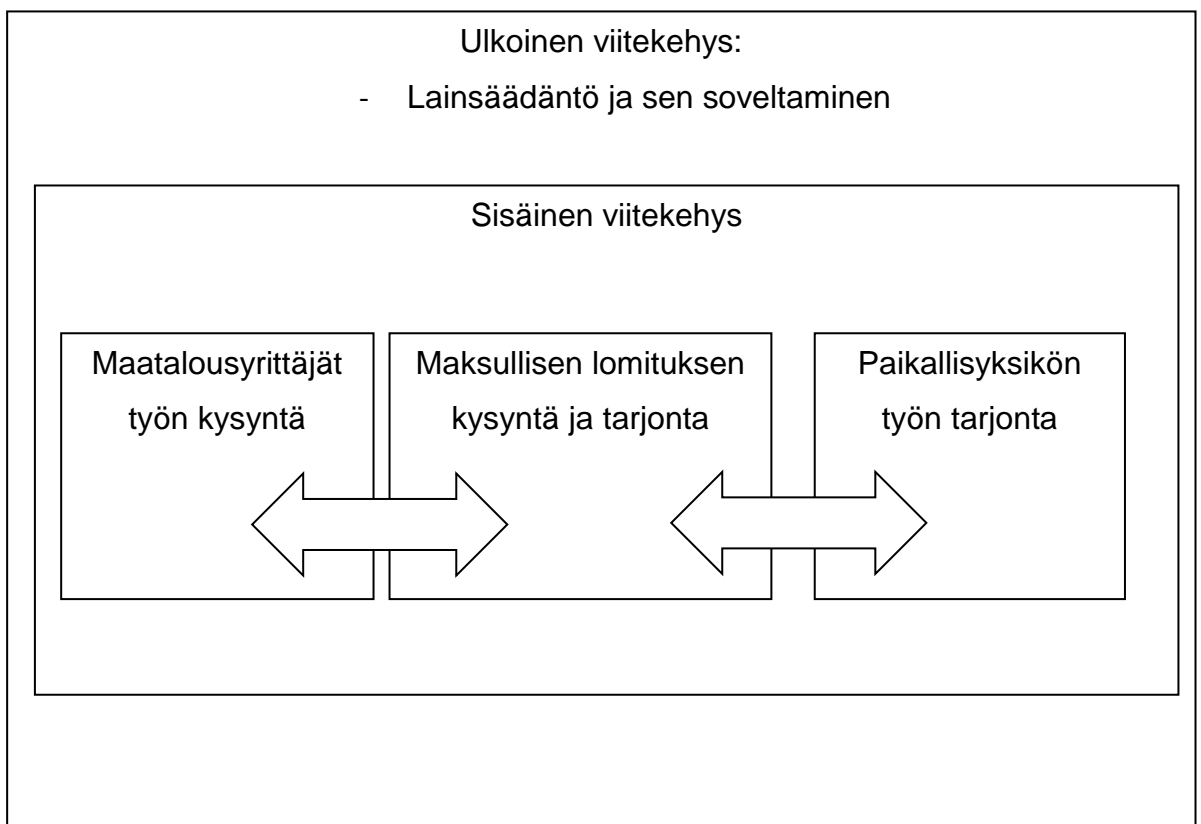 Ulkoinen viitekehys:
- Lainsäädäntö ja sen soveltaminen
Sisäinen viitekehys
Maatalousyrittäjät
työn kysyntä
Maksullisen lomituksen
kysyntä ja tarjonta
Paikallisyksikön
työn tarjonta